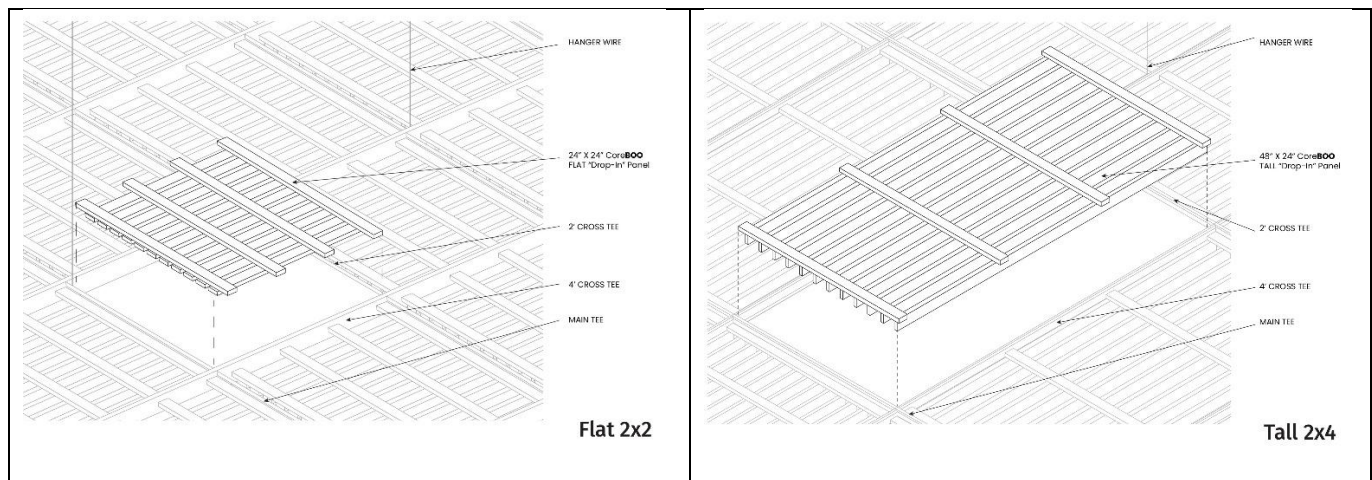 HANGER WIRE
24" X 24" CoreBOO
FLAT "Drop-In" Panel
2' CROSS TEE
4' CROSS TEE
MAIN TEE
Flat 2x2
HANGER WIRE
48" X 24" CoreBOO
TALL "Drop-In" Panel
2' CROSS TEE
4' CROSS TEE
MAIN TEE
Tall 2x4